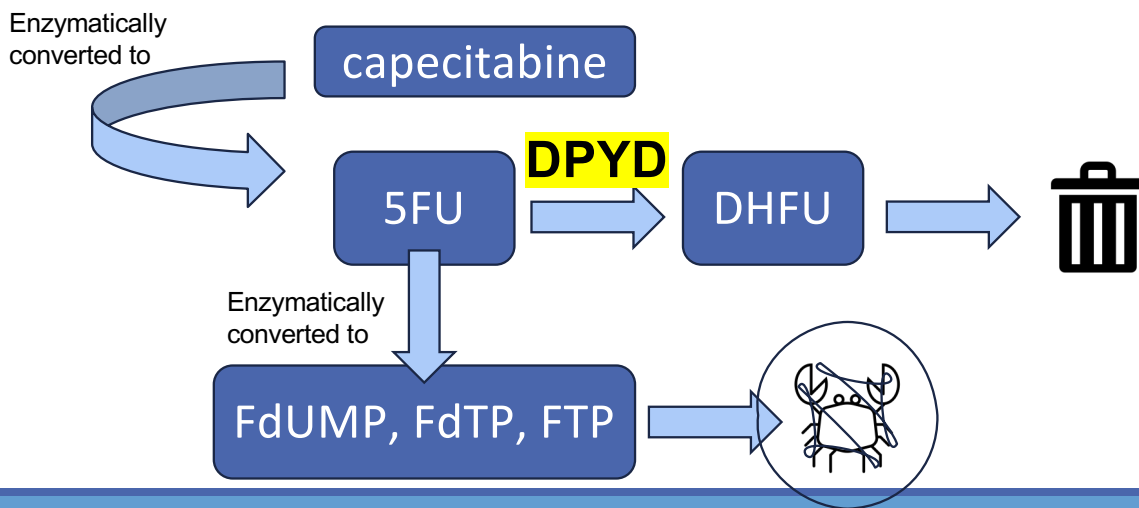 Enzymatically
converted to
capecitabine
DPYD
5FU
DHFU
Enzymatically
converted to
FdUMP, FdTP, FTP